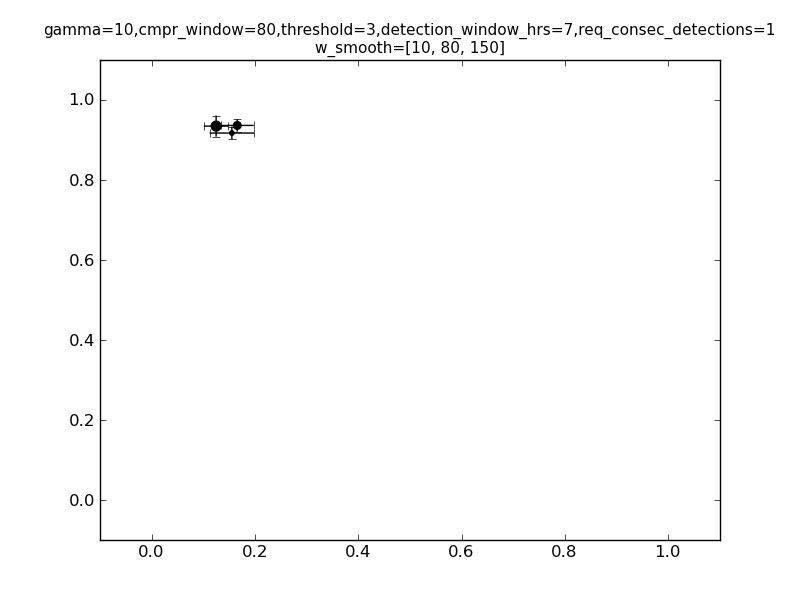 gamma=10,cmpr_window=80,threshold=3,detection_window_hrs=7,req_consec_detections=1
w_smooth=[10, 80, 150]
1.0
0.8
0.6
0.4
0.2
0.0
0.0 0.2 0.4 0.6 0.8 1.0